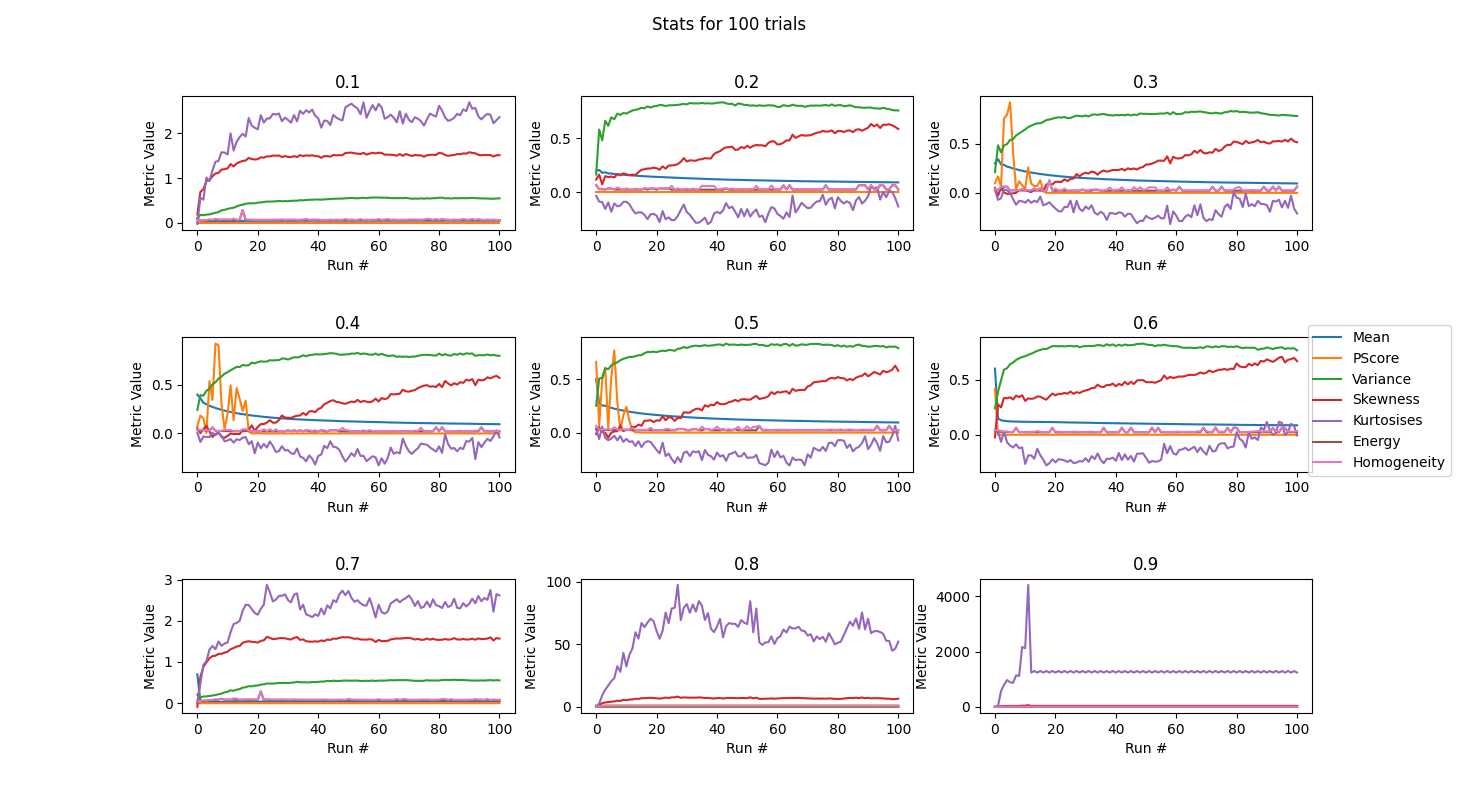 Stats for 100 trials
0.1
0.2
0.3
Metric Value
2
1
0
0 20 40 60 80 100
Run #
Metric Value
0.5
0.0
0 20 40 60 80 100
Run #
Metric Value
0.5
0.0
0 20 40 60 80 100
Run #
0.4
0.5
0.6
Metric Value
0.5
0.0
0 20 40 60 80 100
Run #
Metric Value
0.5
0.0
0 20 40 60 80 100
Run #
Metric Value
0.5
0.0
0 20 40 60 80 100
Run #
Mean
PScore
Variance
Skewness
Kurtosises
Energy
Homogeneity
0.7
0.8
0.9
Metric Value
3
2
1
0
0 20 40 60 80 100
Run #
Metric Value
100
50
0
0 20 40 60 80 100
Run #
Metric Value
4000
2000
0
0 20 40 60 80 100
Run #